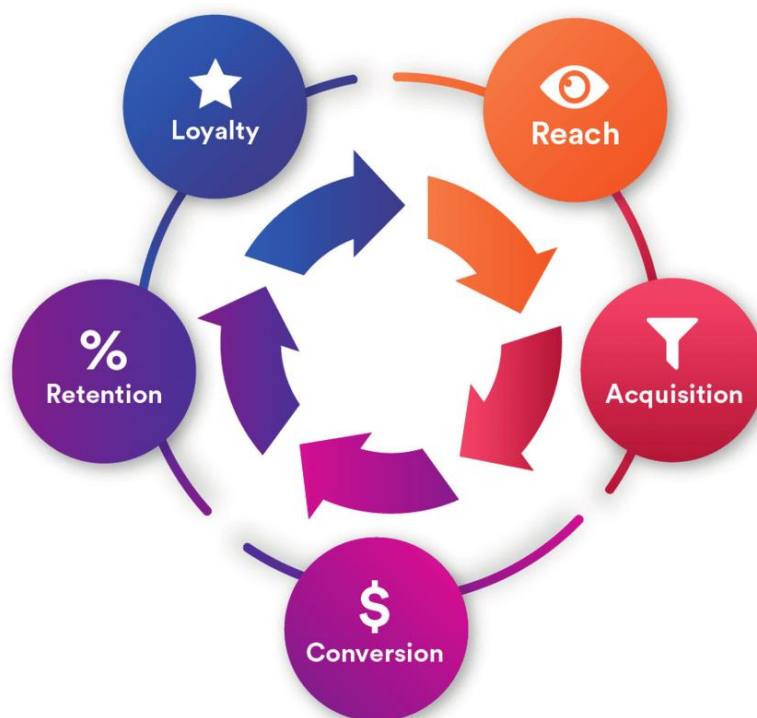 Loyalty
Reach
%
Retention
Acquisition
$
Conversion